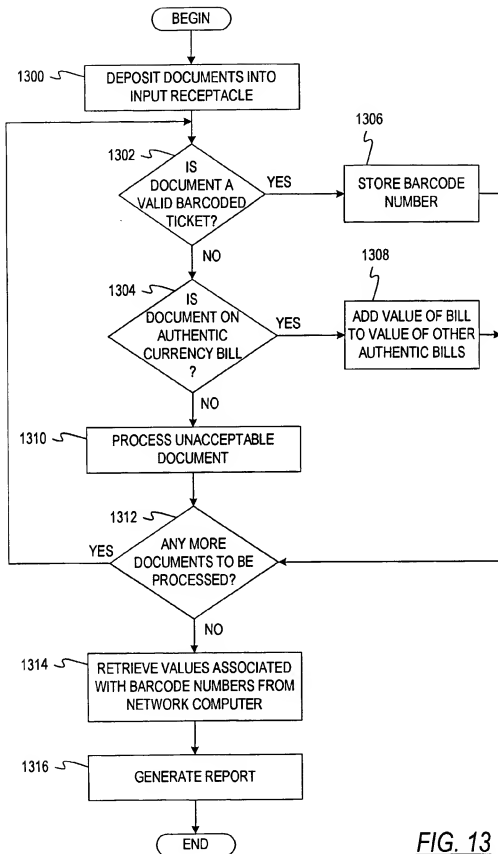 BEGIN
1300
DEPOSIT DOCUMENTS INTO
INPUT RECEPTACLE
1302
IS
DOCUMENT A
VALID BARCODED
TICKET?
YES
1306
STORE BARCODE
NUMBER
NO
1304
IS
DOCUMENT ON
AUTHENTIC
CURRENCY BILL
?
YES
1308
ADD VALUE OF BILL
TO VALUE OF OTHER
AUTHENTIC BILLS
NO
1310
PROCESS UNACCEPTABLE
DOCUMENT
1312
YES
ANY MORE
DOCUMENTS TO BE
PROCESSED?
NO
1314
RETRIEVE VALUES ASSOCIATED
WITH BARCODE NUMBERS FROM
NETWORK COMPUTER
1316
GENERATE REPORT
END
FIG. 13